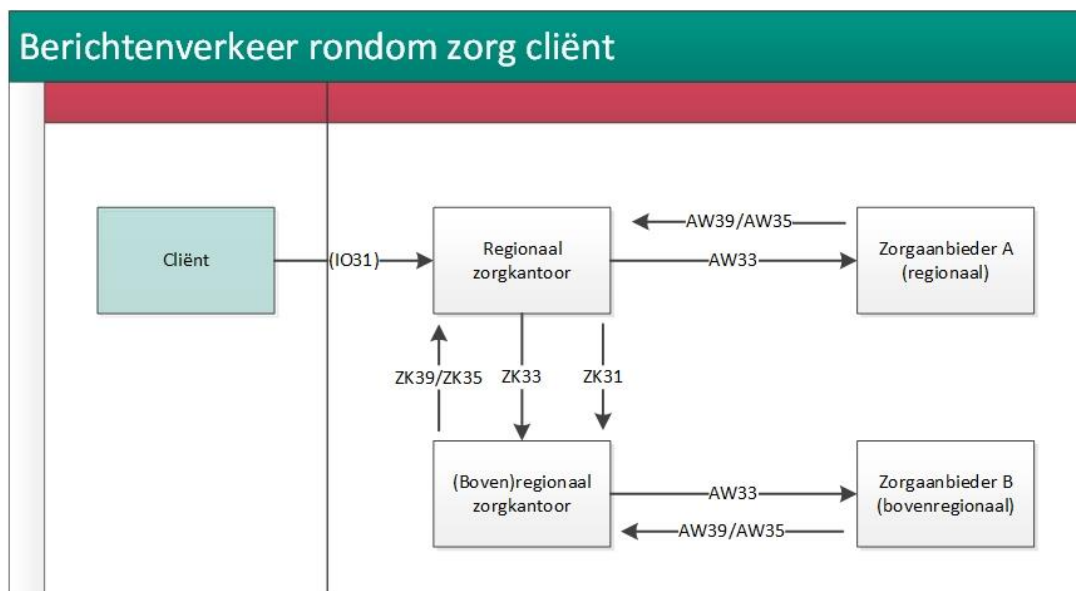 Berichtenverkeer rondom zorg cliënt
AW39/AW35
Cliënt
(IO31)
Regionaal
zorgkantoor
AW33
Zorgaanbieder A
(regionaal)
ZK39/ZK35
ZK33
ZK31
(Boven)regionaal
zorgkantoor
AW33
Zorgaanbieder B
(bovenregionaal)
AW39/AW35